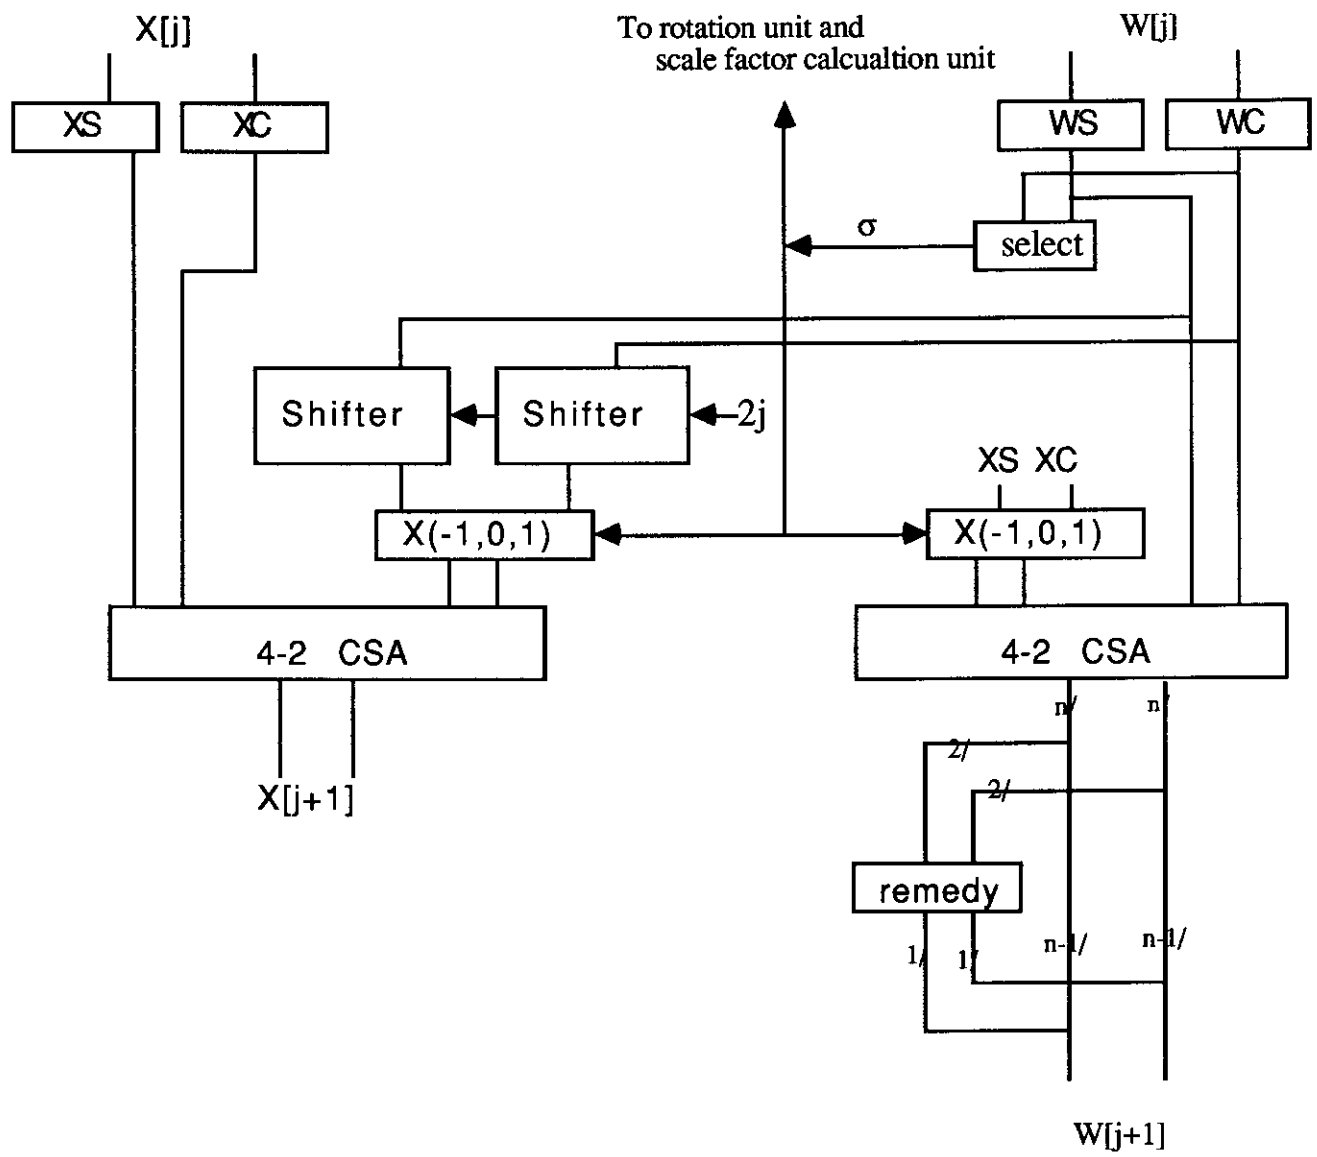 X[j]
To rotation unit and
scale factor calcualtion unit
W[j]
XS
XC
WS
WC
σ
select
Shifter
Shifter
2j
XS XC
X(-1,0,1)
X(-1,0,1)
4-2 CSA
4-2 CSA
n/
n/
2/
2/
X[j+1]
remedy
1/
1/
n-1/
n-1/
W[j+1]